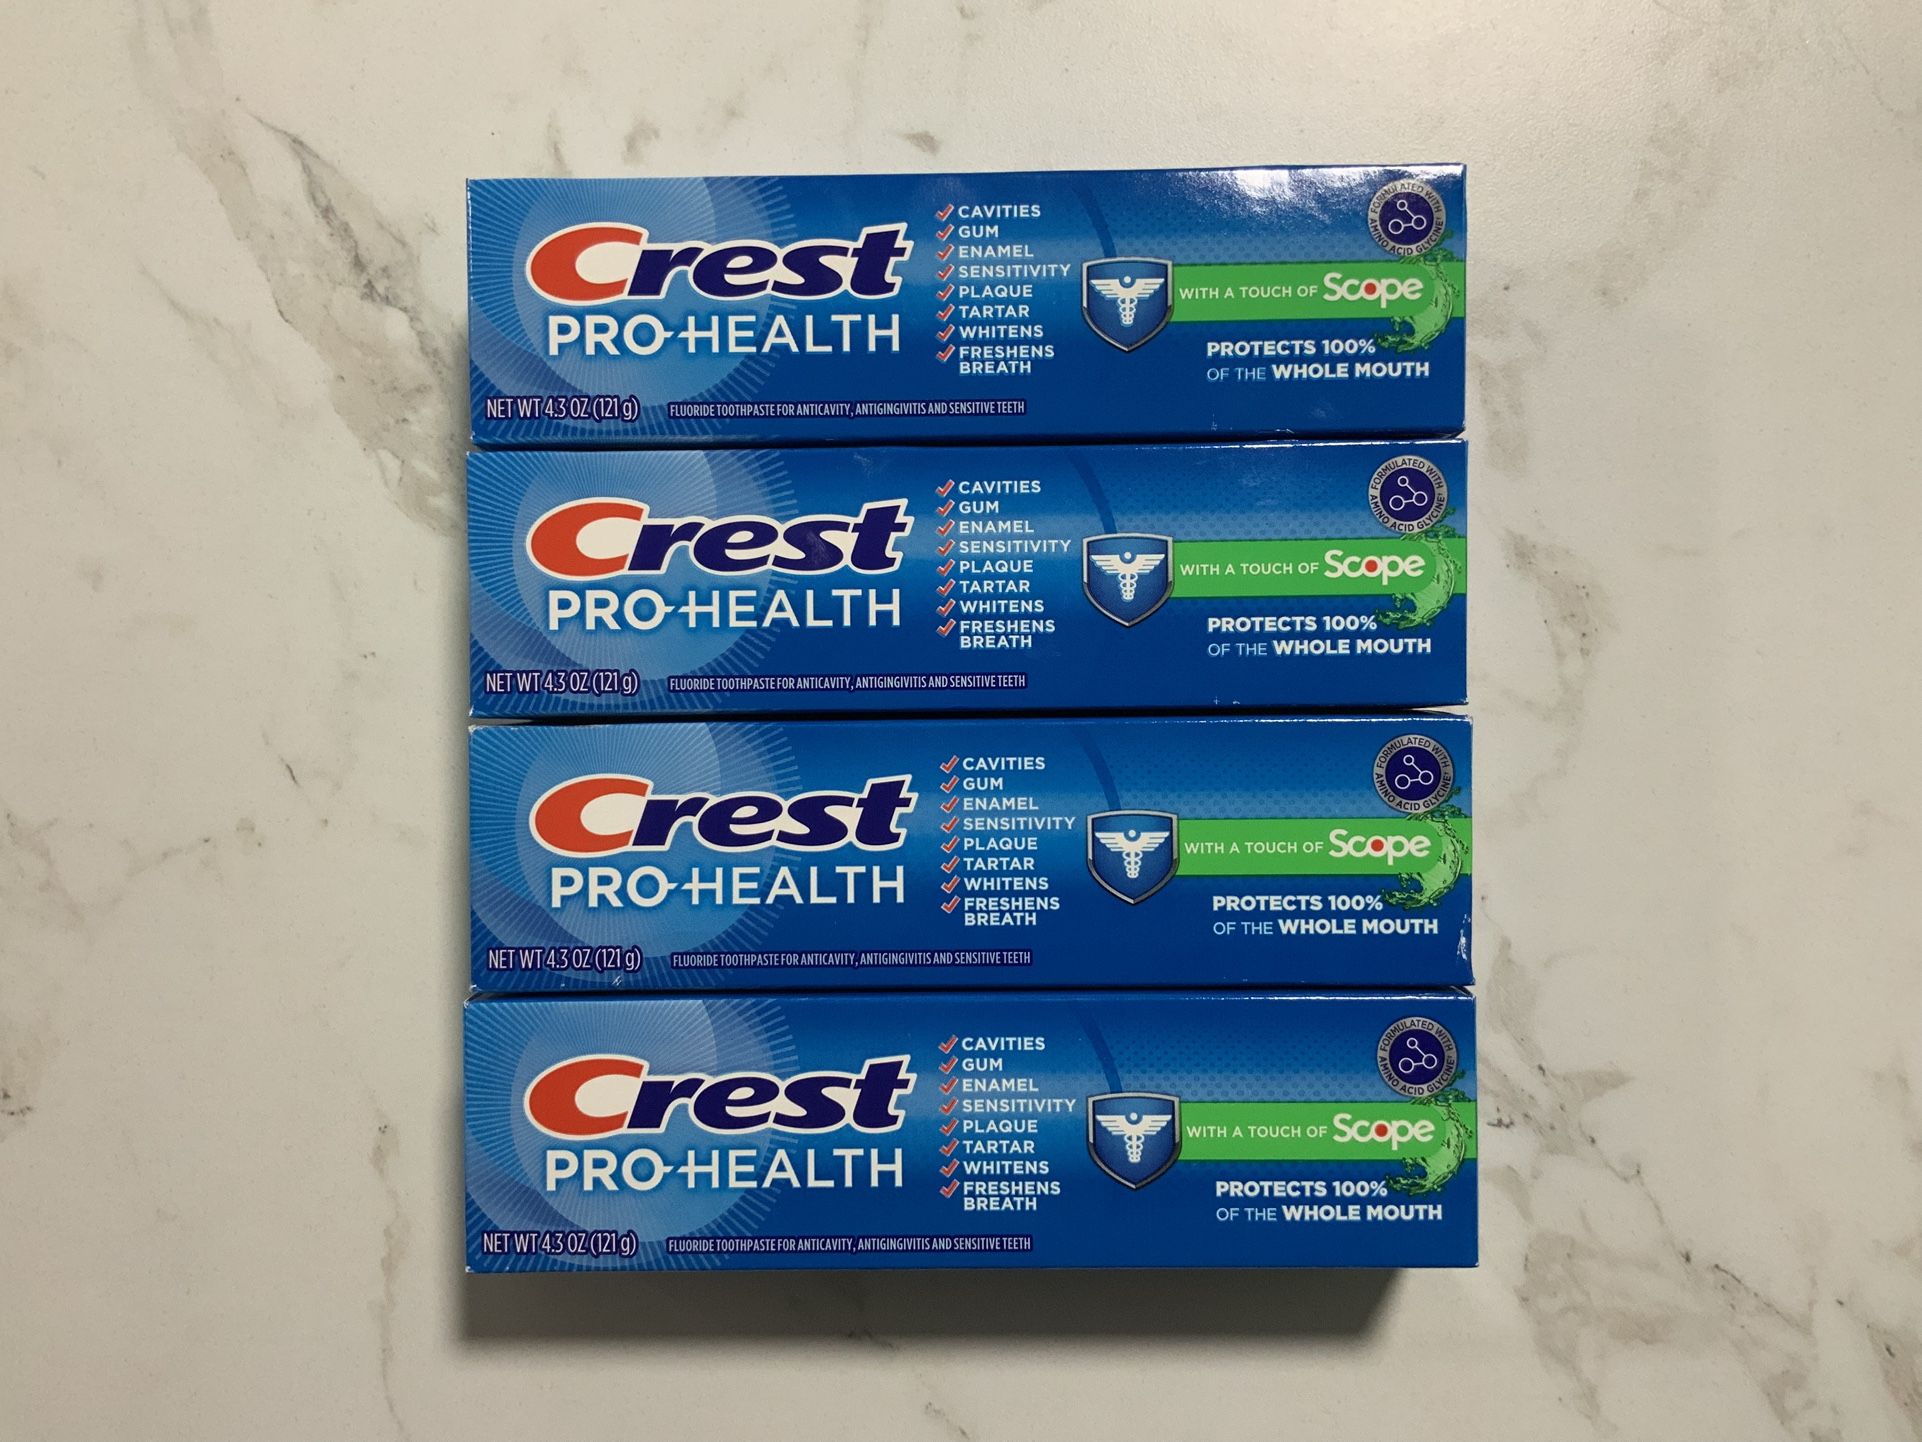 Crest
PRO-HEALTH
CAVITIES
GUM
ENAMEL
SENSITIVITY
PLAQUE
TARTAR
WHITENS
FRESHENS
BREATH
FORMULATED WITH
AMINO ACID GLYCINE†
WITH A TOUCH OF Scope
PROTECTS 100%
OF THE WHOLE MOUTH
NET WT 4.3 OZ (121 g)
FLUORIDE TOOTHPASTE FOR ANTICAVITY, ANTIGINGIVITIS AND SENSITIVE TEETH
Crest
PRO-HEALTH
CAVITIES
GUM
ENAMEL
SENSITIVITY
PLAQUE
TARTAR
WHITENS
FRESHENS
BREATH
FORMULATED WITH
AMINO ACID GLYCINE†
WITH A TOUCH OF Scope
PROTECTS 100%
OF THE WHOLE MOUTH
NET WT 4.3 OZ (121 g)
FLUORIDE TOOTHPASTE FOR ANTICAVITY, ANTIGINGIVITIS AND SENSITIVE TEETH
Crest
PRO-HEALTH
CAVITIES
GUM
ENAMEL
SENSITIVITY
PLAQUE
TARTAR
WHITENS
FRESHENS
BREATH
FORMULATED WITH
AMINO ACID GLYCINE†
WITH A TOUCH OF Scope
PROTECTS 100%
OF THE WHOLE MOUTH
NET WT 4.3 OZ (121 g)
FLUORIDE TOOTHPASTE FOR ANTICAVITY, ANTIGINGIVITIS AND SENSITIVE TEETH
Crest
PRO-HEALTH
CAVITIES
GUM
ENAMEL
SENSITIVITY
PLAQUE
TARTAR
WHITENS
FRESHENS
BREATH
FORMULATED WITH
AMINO ACID GLYCINE†
WITH A TOUCH OF Scope
PROTECTS 100%
OF THE WHOLE MOUTH
NET WT 4.3 OZ (121 g)
FLUORIDE TOOTHPASTE FOR ANTICAVITY, ANTIGINGIVITIS AND SENSITIVE TEETH